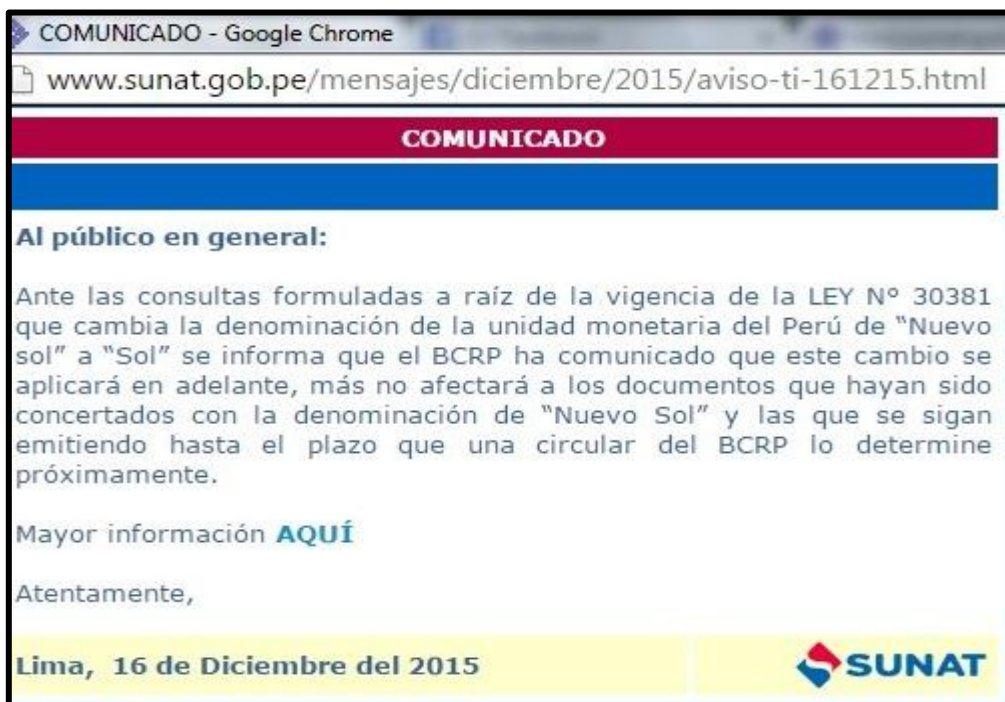 COMUNICADO - Google Chrome
www.sunat.gob.pe/mensajes/diciembre/2015/aviso-ti-161215.html
COMUNICADO
Al público en general:
Ante las consultas formuladas a raíz de la vigencia de la LEY Nº 30381
que cambia la denominación de la unidad monetaria del Perú de “Nuevo
sol” a “Sol” se informa que el BCRP ha comunicado que este cambio se
aplicará en adelante, más no afectará a los documentos que hayan sido
concertados con la denominación de “Nuevo Sol” y las que se sigan
emitiendo hasta el plazo que una circular del BCRP lo determine
próximamente.
Mayor información AQUÍ
Atentamente,
Lima, 16 de Diciembre del 2015
SUNAT